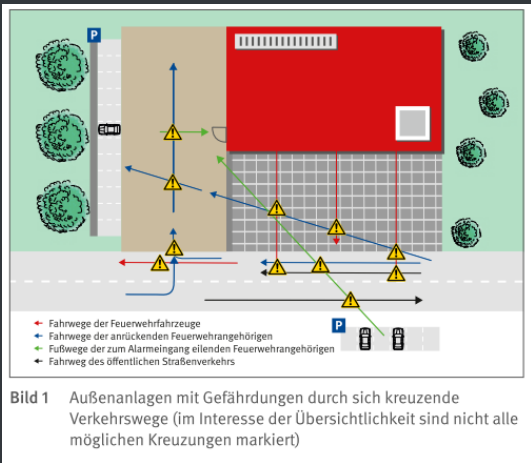 P
P
Fahrwege der Feuerwehrfahrzeuge
Fahrwege der anrückenden Feuerwehrangehörigen
Fußwege der zum Alarmeingang eilenden Feuerwehrangehörigen
Fahrweg des öffentlichen Straßenverkehrs
Bild 1 Außenanlagen mit Gefährdungen durch sich kreuzende
Verkehrswege (im Interesse der Übersichtlichkeit sind nicht alle
möglichen Kreuzungen markiert)